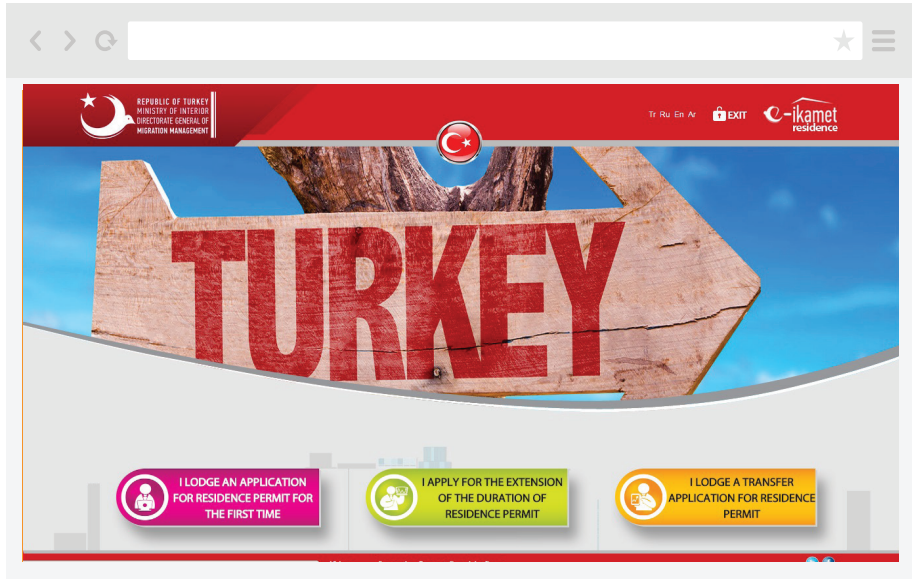 REPUBLIC OF TURKEY
MINISTRY OF INTERIOR
DIRECTORATE GENERAL OF
MIGRATION MANAGEMENT
Tr Ru En Ar EXIT
e-ikamet
residence
TURKEY
I LODGE AN APPLICATION
FOR RESIDENCE PERMIT FOR
THE FIRST TIME
I APPLY FOR THE EXTENSION
OF THE DURATION OF
RESIDENCE PERMIT
I LODGE A TRANSFER
APPLICATION FOR RESIDENCE
PERMIT